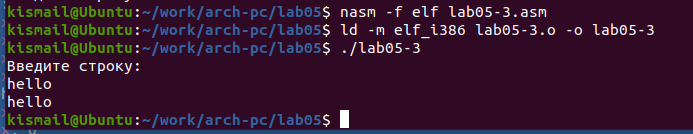 kismail@Ubuntu:~/work/arch-pc/lab05$ nasm -f elf lab05-3.asm
kismail@Ubuntu:~/work/arch-pc/lab05$ ld -m elf_i386 lab05-3.o -o lab05-3
kismail@Ubuntu:~/work/arch-pc/lab05$ ./lab05-3
Введите строку:
hello
hello
kismail@Ubuntu:~/work/arch-pc/lab05$